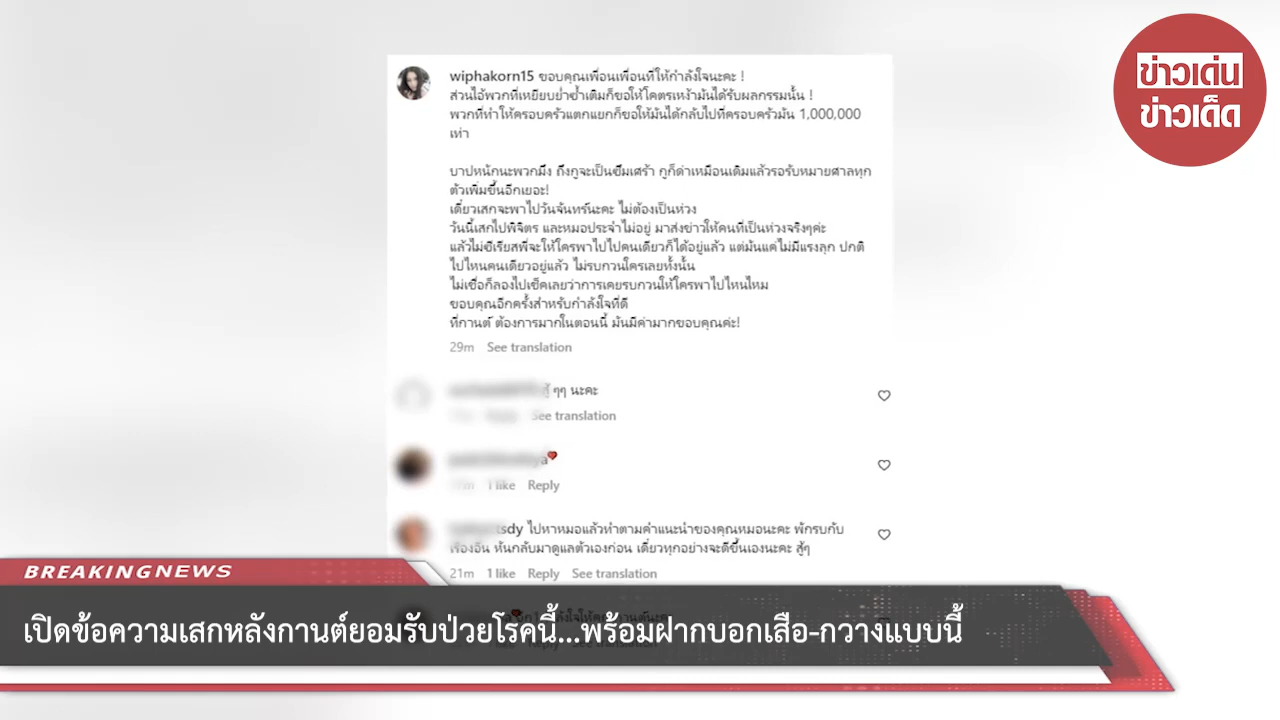 ข่าวเด่น
ข่าวเด็ด
wiphakorn15 ขอบคุณเพื่อนเพื่อนที่ให้กำลังใจนะคะ !
ส่วนไอ้พวกที่เหยียบย่ำซ้ำเติมก็ขอให้โคตรเหง้ามันได้รับผลกรรมนั้น !
พวกที่ทำให้ครอบครัวแตกแยกก็ขอให้มันได้กลับไปที่ครอบครัวมัน 1,000,000
เท่า
บาปหนักนะพวกมึง ถึงกูจะเป็นซึมเศร้า กูก็ด่าเหมือนเดิมแล้วรอรับหมายศาลทุก
ตัวเพิ่มขึ้นอีกเยอะ!
เดี๋ยวเสกจะพาไปวันจันทร์นะคะ ไม่ต้องเป็นห่วง
วันนี้เสกไปพิจิตร และหมอประจำไม่อยู่ มาส่งข่าวให้คนที่เป็นห่วงจริงๆค่ะ
แล้วไม่ซีเรียสพี่จะให้ใครพาไปไปคนเดียวก็ได้อยู่แล้ว แต่มันแค่ไม่มีแรงลุก ปกติ
ไปไหนคนเดียวอยู่แล้ว ไม่รบกวนใครเลยทั้งนั้น
ไม่เชื่อก็ลองไปเช็คเลยว่าการเคยรบกวนให้ใครพาไปไหนไหม
ขอบคุณอีกครั้งสำหรับกำลังใจที่ดี
ที่กานต์ ต้องการมากในตอนนี้ มันมีค่ามากขอบคุณค่ะ!
29m See translation
สู้ ๆๆ นะคะ
See translation
1 like Reply
sdy ไปหาหมอแล้วทำตามคำแนะนำของคุณหมอนะคะ พักรบกับ
เรื่องอื่น หันกลับมาดูแลตัวเองก่อน เดี๋ยวทุกอย่างจะดีขึ้นเองนะคะ สู้ๆ
21m 1 like Reply See translation
BREAKING NEWS
เปิดข้อความเสกหลังกานต์ยอมรับป่วยโรคนี้...พร้อมฝากบอกเสือ-กวางแบบนี้